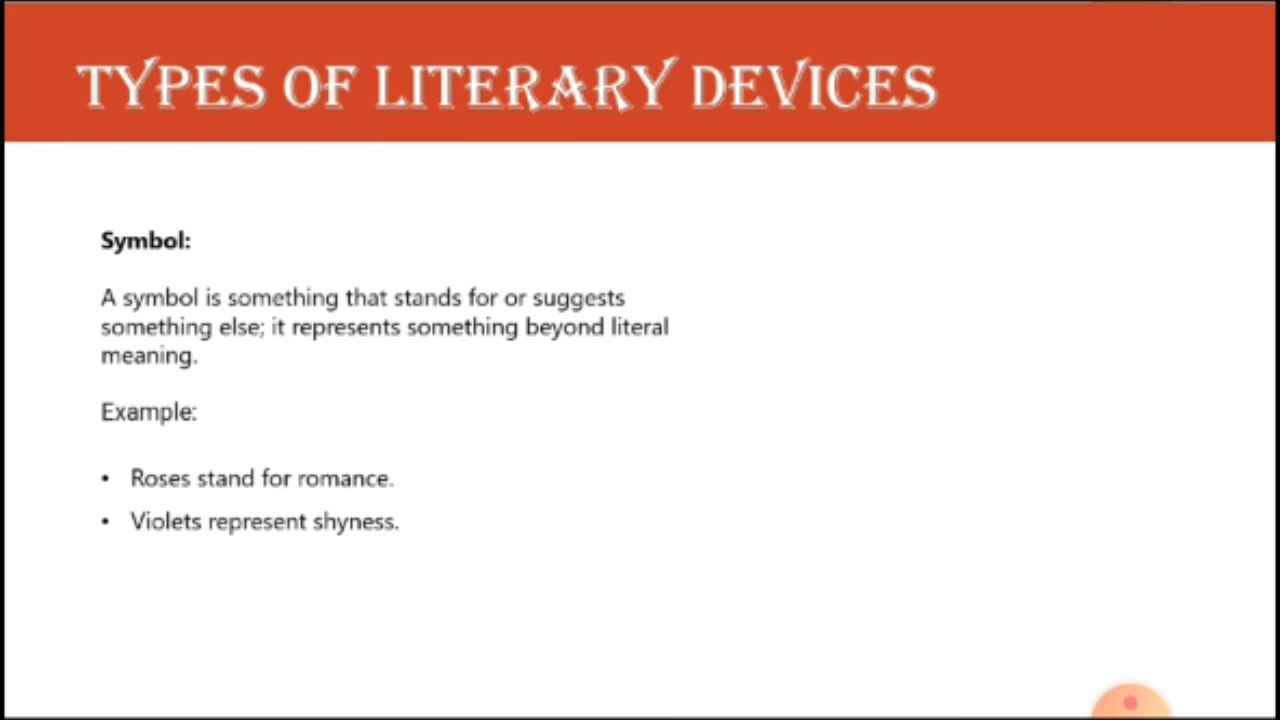 TYPES OF LITERARY DEVICES
Symbol:
A symbol is something that stands for or suggests
something else; it represents something beyond literal
meaning.
Example:
• Roses stand for romance.
• Violets represent shyness.